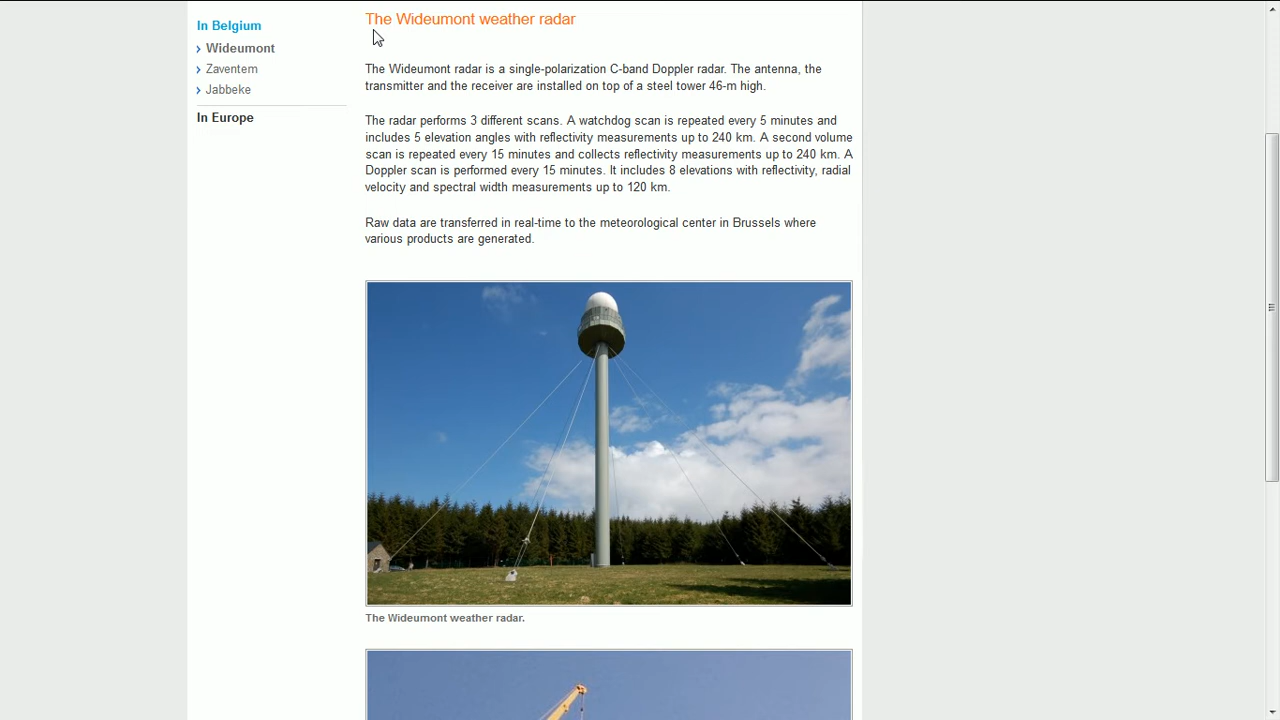 In Belgium
Wideumont
Zaventem
Jabbeke
In Europe
The Wideumont weather radar
The Wideumont radar is a single-polarization C-band Doppler radar. The antenna, the
transmitter and the receiver are installed on top of a steel tower 46-m high.
The radar performs 3 different scans. A watchdog scan is repeated every 5 minutes and
includes 5 elevation angles with reflectivity measurements up to 240 km. A second volume
scan is repeated every 15 minutes and collects reflectivity measurements up to 240 km. A
Doppler scan is performed every 15 minutes. It includes 8 elevations with reflectivity, radial
velocity and spectral width measurements up to 120 km.
Raw data are transferred in real-time to the meteorological center in Brussels where
various products are generated.
The Wideumont weather radar.